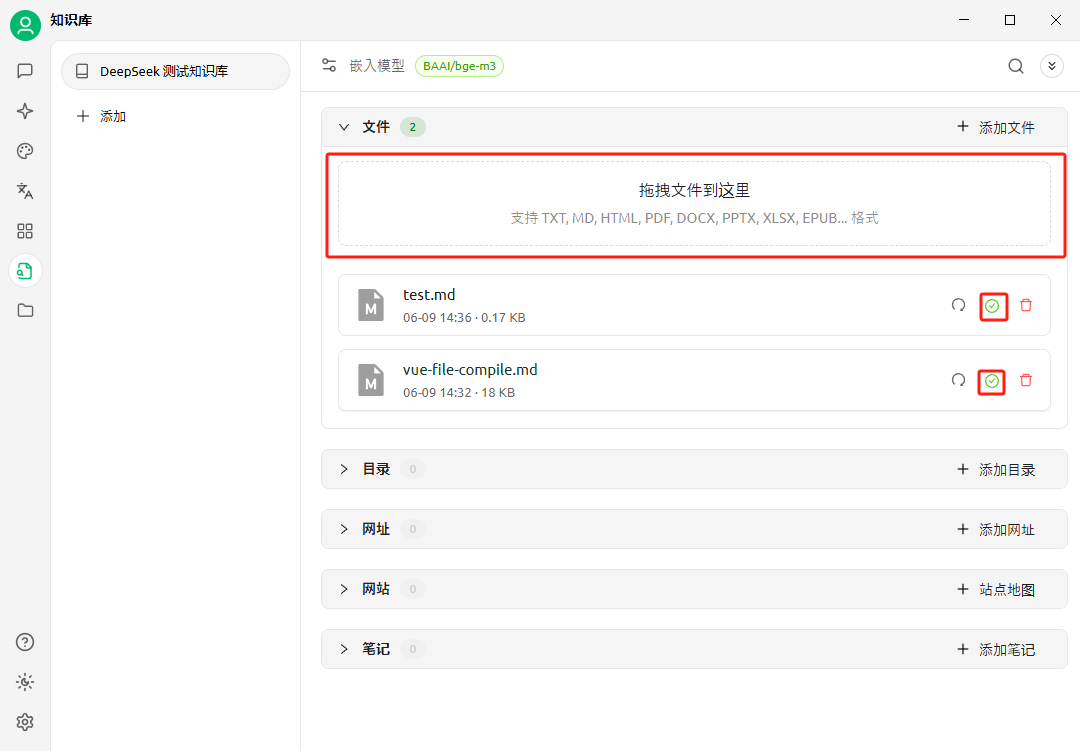 知识库
DeepSeek 测试知识库
添加
嵌入模型 BAAI/bge-m3
文件 2 添加文件
拖拽文件到这里
支持 TXT, MD, HTML, PDF, DOCX, PPTX, XLSX, EPUB... 格式
M test.md
06-09 14:36 · 0.17 KB
M vue-file-compile.md
06-09 14:32 · 18 KB
目录 0 添加目录
网址 0 添加网址
网站 0 站点地图
笔记 0 添加笔记